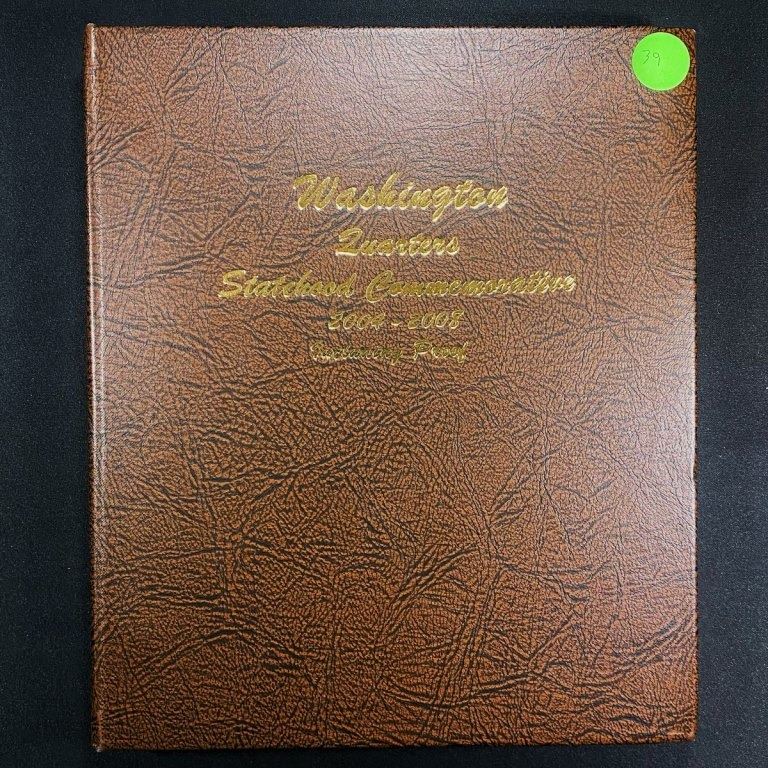 39
Washington
Quarters
Statehood Commemorative
2004-2008
Including Proof